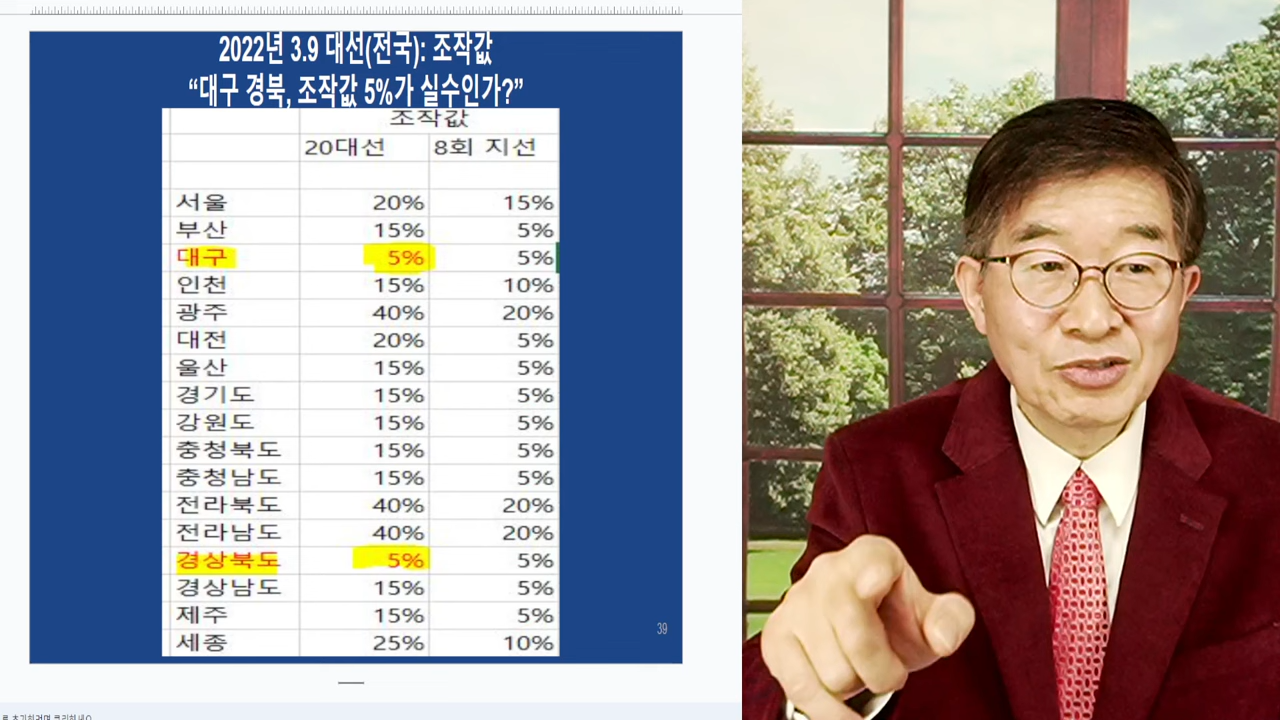 2022년 3.9 대선(전국): 조작값
“대구 경북, 조작값 5%가 실수인가?”
조작값
20대선 8회 지선
서울 20% 15%
부산 15% 5%
대구 5% 5%
인천 15% 10%
광주 40% 20%
대전 20% 5%
울산 15% 5%
경기도 15% 5%
강원도 15% 5%
충청북도 15% 5%
충청남도 15% 5%
전라북도 40% 20%
전라남도 40% 20%
경상북도 5% 5%
경상남도 15% 5%
제주 15% 5%
세종 25% 10%
39